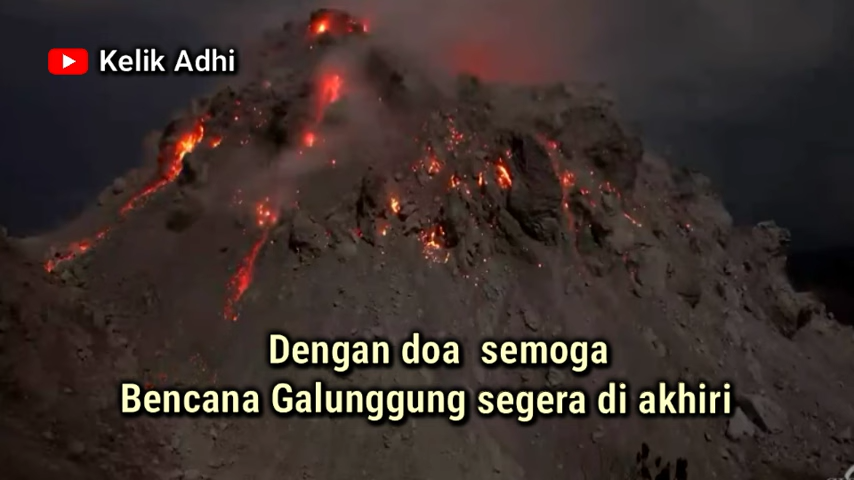 Kelik Adhi
Dengan doa semoga
Bencana Galunggung segera di akhiri